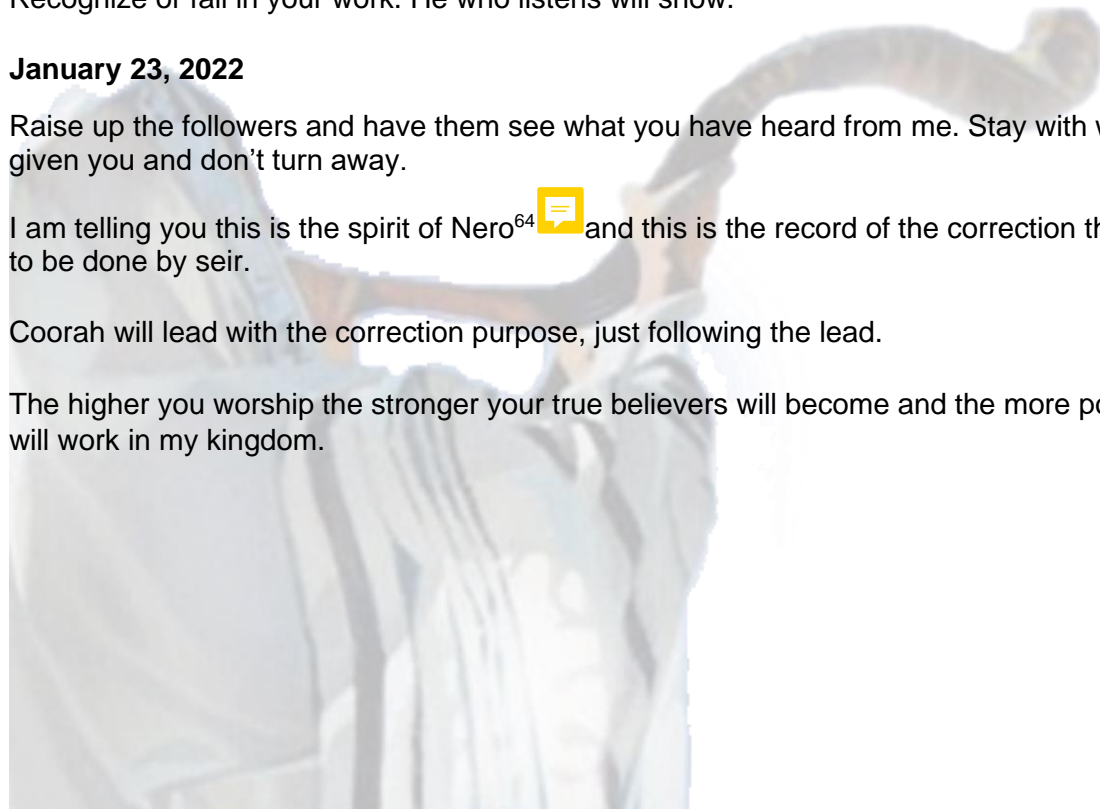 Recognize or fall in your work. He who listens will show.
January 23, 2022
Raise up the followers and have them see what you have heard from me. Stay with
given you and don’t turn away.
I am telling you this is the spirit of Nero64 and this is the record of the correction
to be done by seir.
Coorah will lead with the correction purpose, just following the lead.
The higher you worship the stronger your true believers will become and the more
will work in my kingdom.